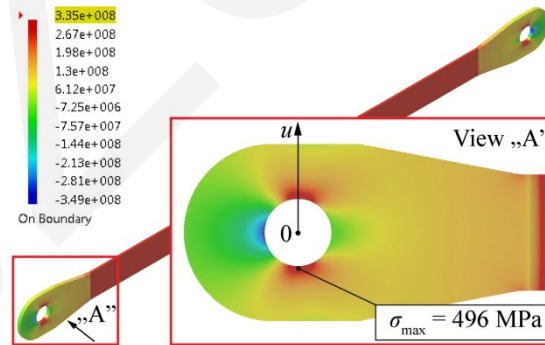 3.35e+008
2.67e+008
1.98e+008
1.3e+008
6.12e+007
-7.25e+006
-7.57e+007
-1.44e+008
-2.13e+008
-2.81e+008
-3.49e+008
On Boundary
„A”
View „A”
u
0
σmax = 496 MPa